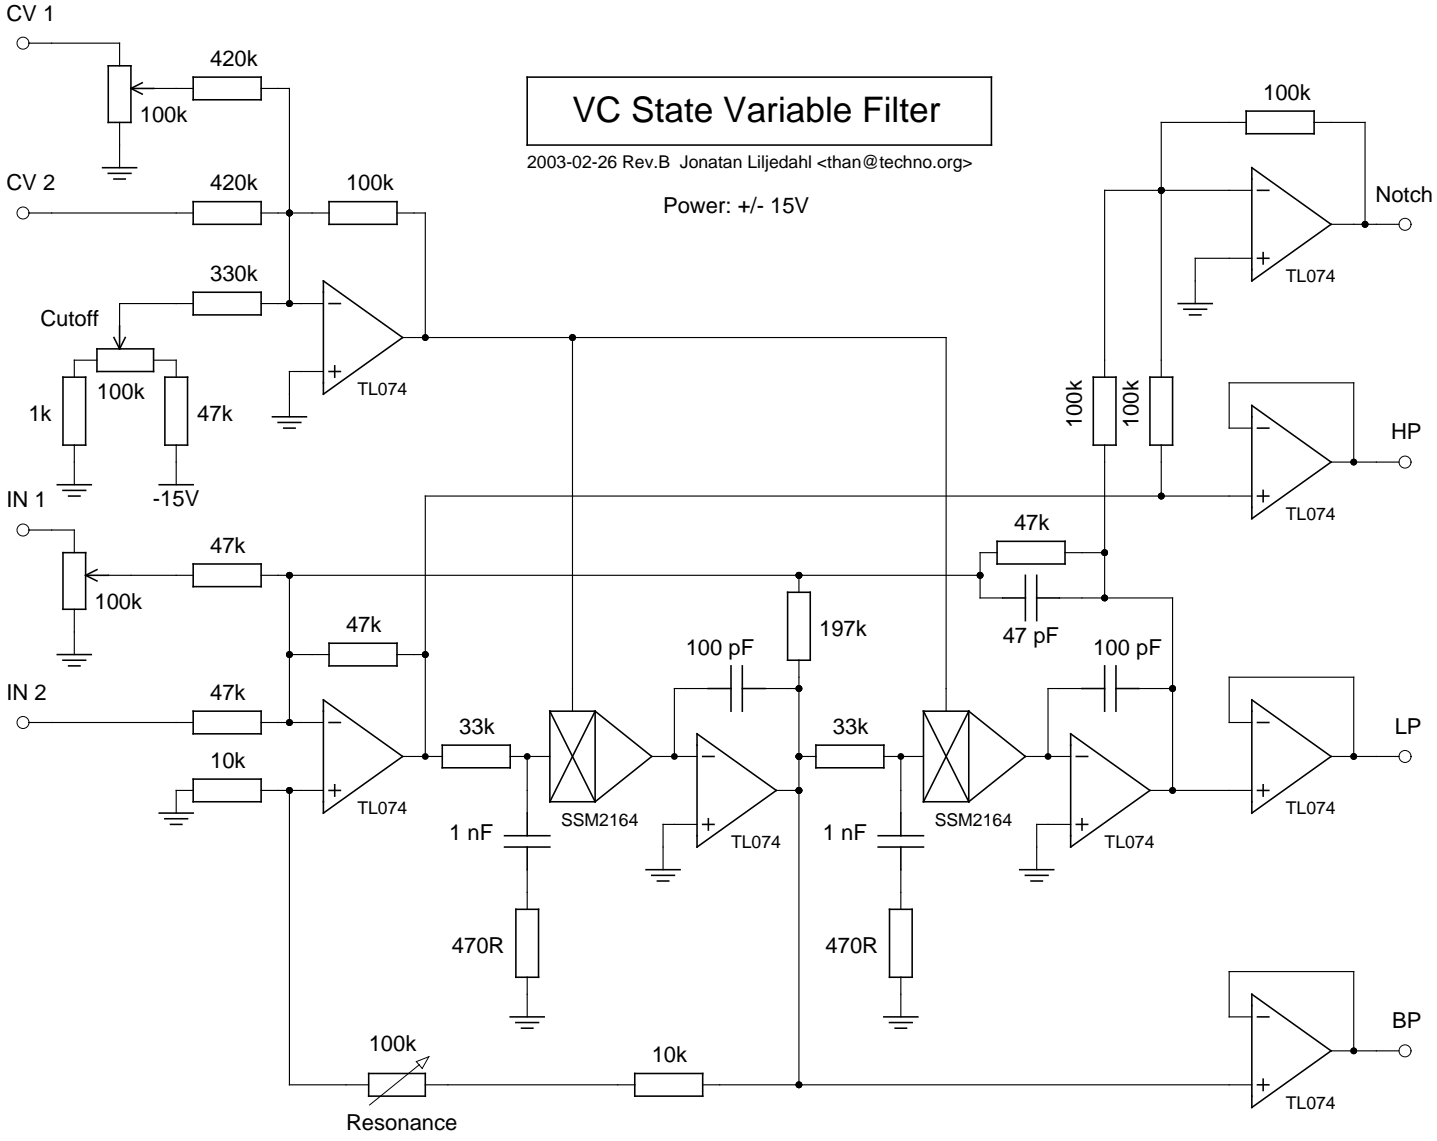 CV 1
420k
100k
VC State Variable Filter
2003-02-26 Rev.B Jonatan Liljedahl <than@techno.org>
Power: +/- 15V
100k
CV 2
420k
100k
Notch
TL074
330k
Cutoff
100k
1k
47k
-15V
TL074
100k
100k
HP
TL074
IN 1
47k
100k
47k
47k
47 pF
197k
100 pF
100 pF
IN 2
47k
10k
TL074
33k
SSM2164
TL074
33k
SSM2164
TL074
LP
TL074
1 nF
1 nF
470R
470R
100k
Resonance
10k
BP
TL074